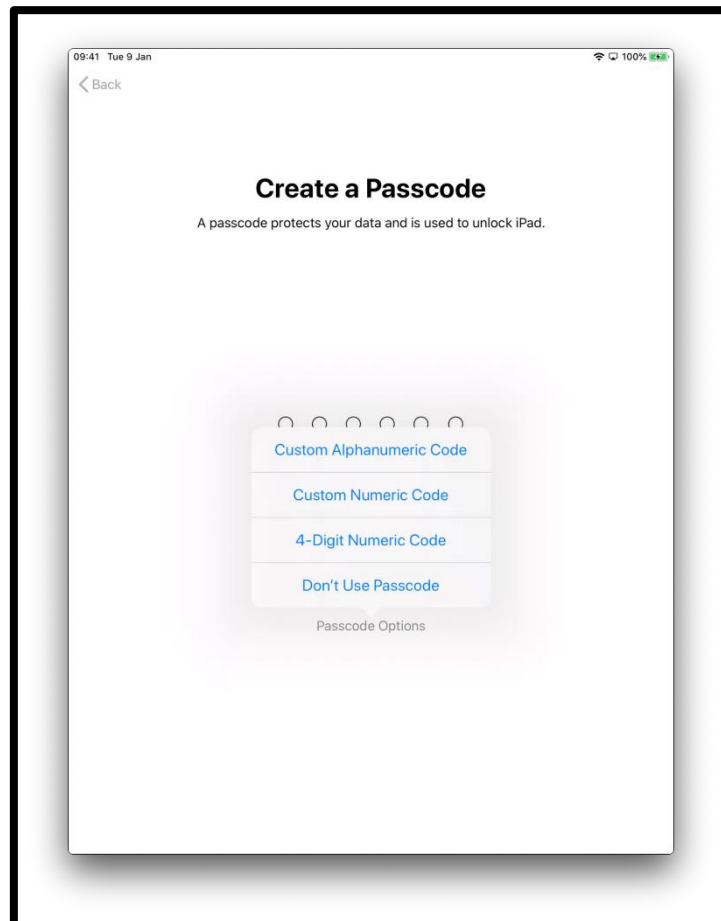 09:41 Tue 9 Jan 100%
Back
Create a Passcode
A passcode protects your data and is used to unlock iPad.
Custom Alphanumeric Code
Custom Numeric Code
4-Digit Numeric Code
Don't Use Passcode
Passcode Options